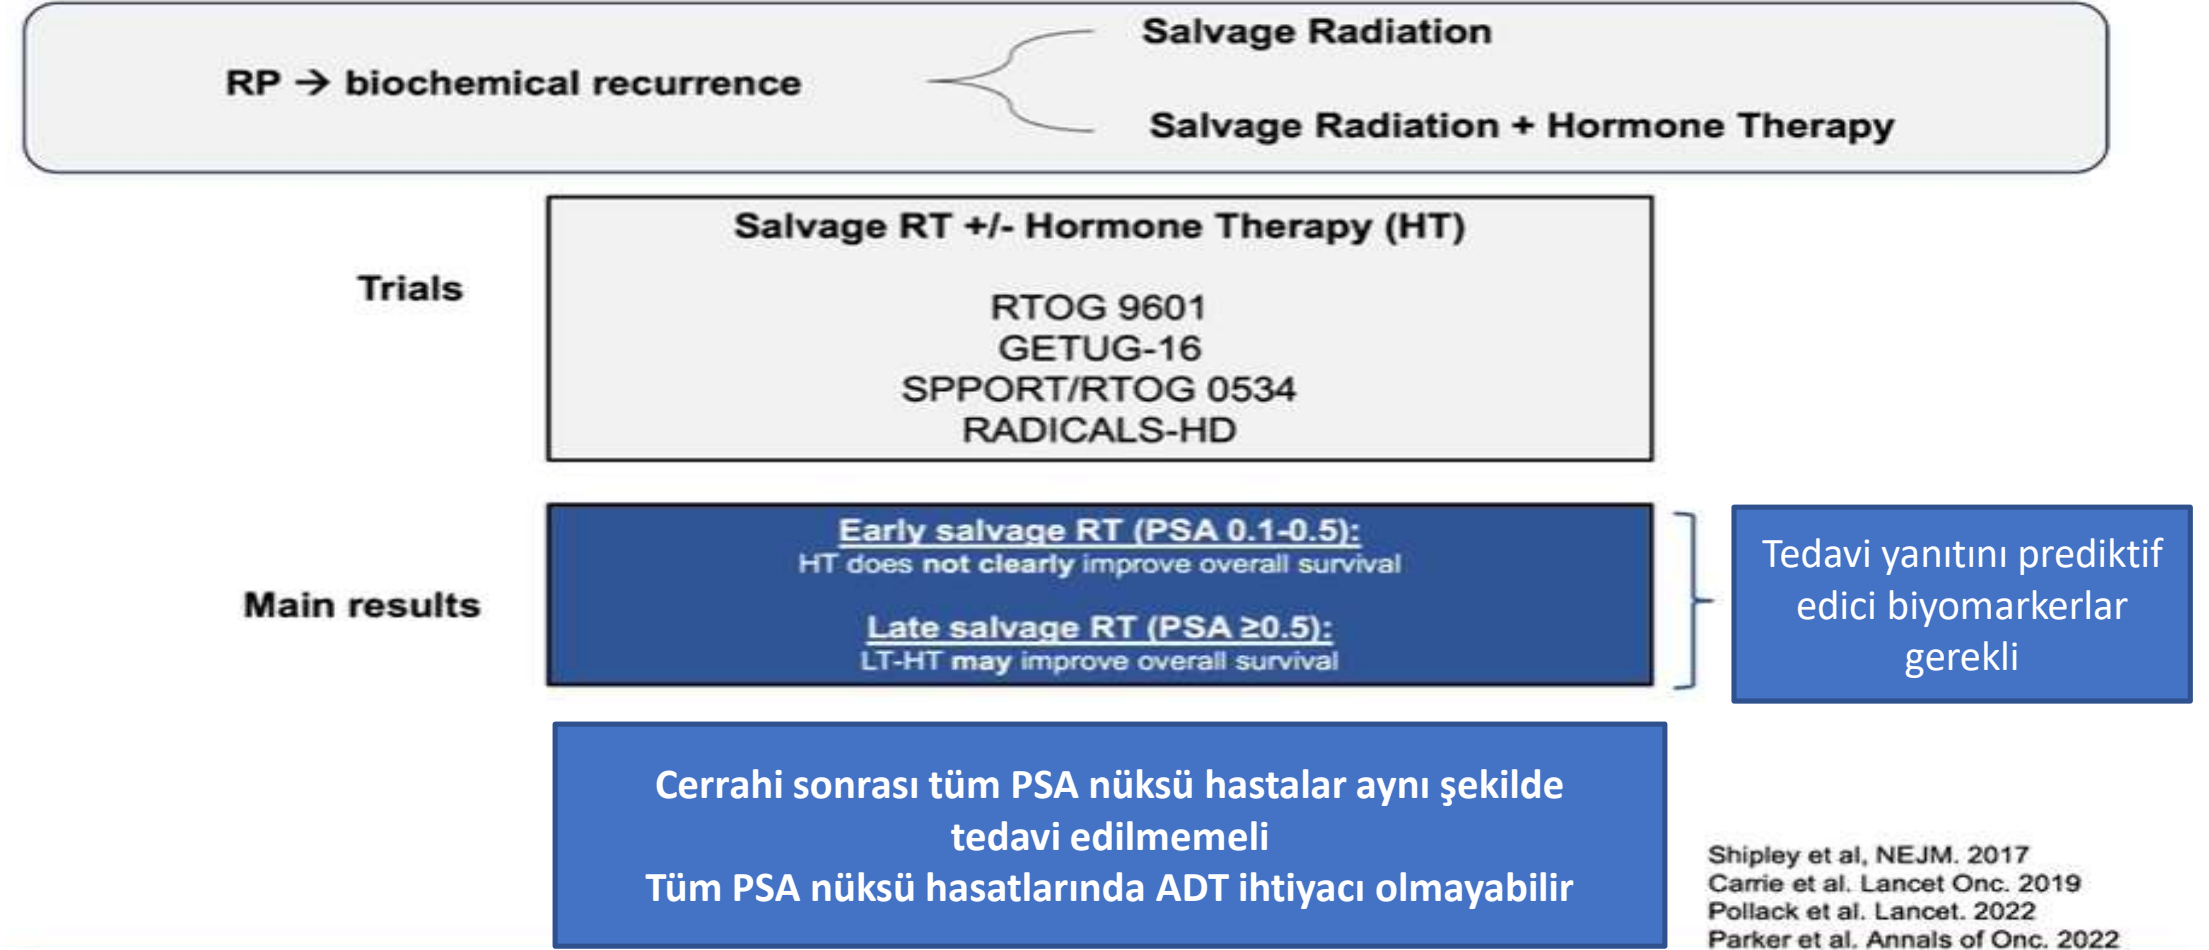 Salvage Radiation
RP → biochemical recurrence
Salvage Radiation + Hormone Therapy
Salvage RT +/- Hormone Therapy (HT)
Trials
RTOG 9601
GETUG-16
SPPORT/RTOG 0534
RADICALS-HD
Early salvage RT (PSA 0.1-0.5):
HT does not clearly improve overall survival
Main results
Late salvage RT (PSA ≥0.5):
LT-HT may improve overall survival
Tedavi yanıtını prediktif
edici biyomarkerlar
gerekli
Cerrahi sonrası tüm PSA nüksü hastalar aynı şekilde
tedavi edilmemeli
Tüm PSA nüksü hasatlarında ADT ihtiyacı olmayabilir
Shipley et al, NEJM. 2017
Carrie et al. Lancet Onc. 2019
Pollack et al. Lancet. 2022
Parker et al. Annals of Onc. 2022